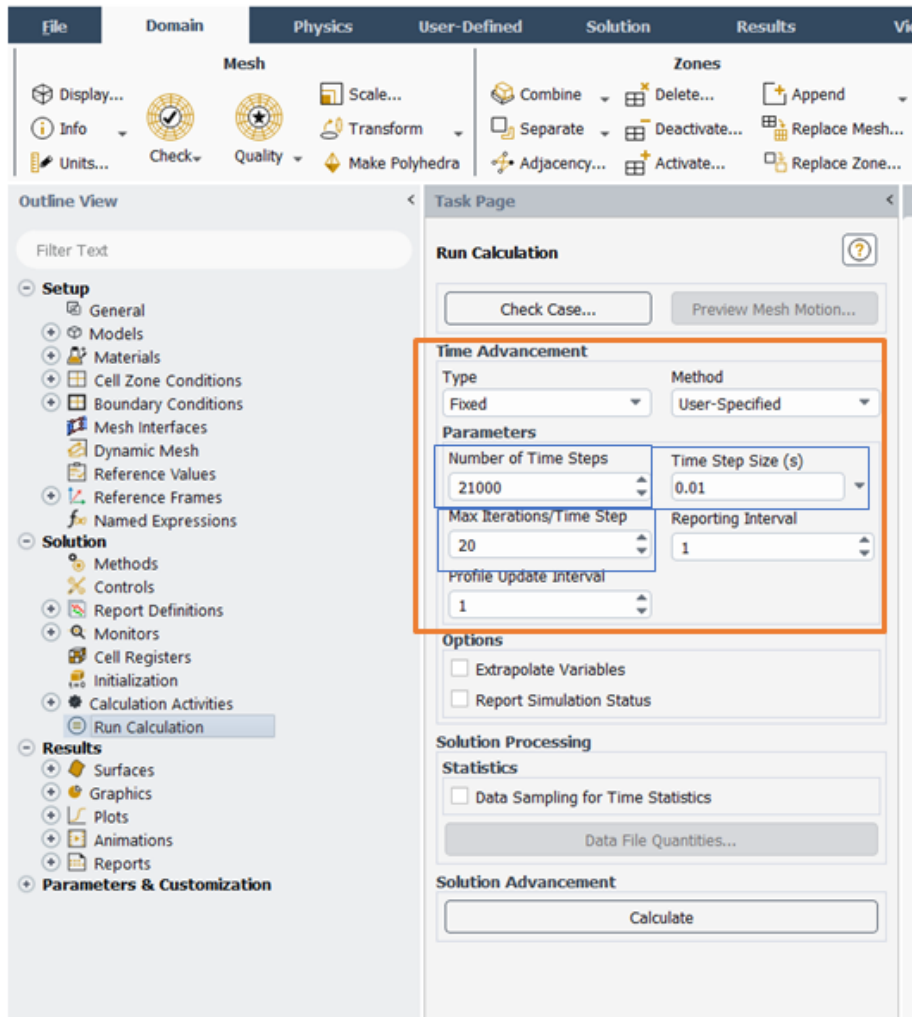 File Domain Physics User-Defined Solution Results Vi
Mesh Zones
Display... Scale... Combine Delete... Append
Info Transform Separate Deactivate... Replace Mesh...
Units... Check Quality Make Polyhedra Adjacency... Activate... Replace Zone...
Outline View
Filter Text
Setup
General
Models
Materials
Cell Zone Conditions
Boundary Conditions
Mesh Interfaces
Dynamic Mesh
Reference Values
Reference Frames
fx Named Expressions
Solution
Methods
Controls
Report Definitions
Monitors
Cell Registers
Initialization
Calculation Activities
Run Calculation
Results
Surfaces
Graphics
Plots
Animations
Reports
Parameters & Customization
Task Page
Run Calculation
Check Case... Preview Mesh Motion...
Time Advancement
Type Method
Fixed User-Specified
Parameters
Number of Time Steps Time Step Size (s)
21000 0.01
Max Iterations/Time Step Reporting Interval
20 1
Profile Update Interval
1
Options
Extrapolate Variables
Report Simulation Status
Solution Processing
Statistics
Data Sampling for Time Statistics
Data File Quantities...
Solution Advancement
Calculate